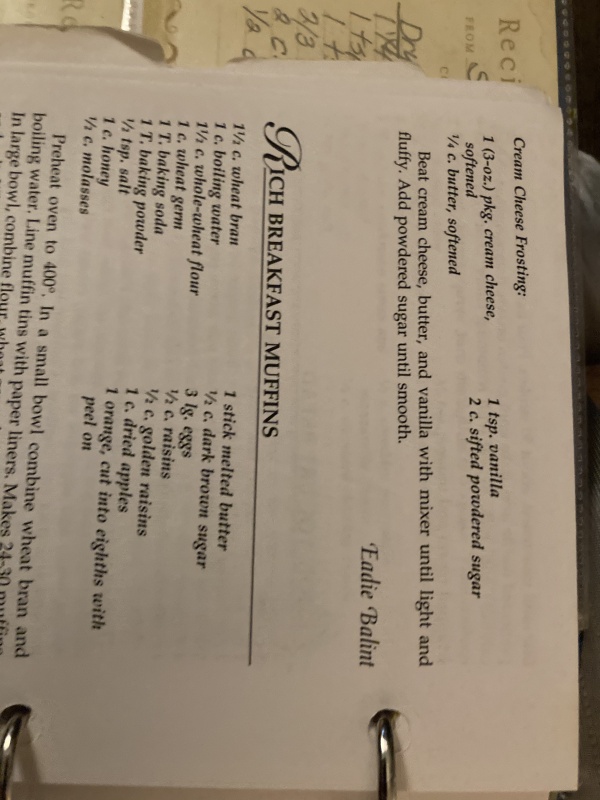 Reci
FROM
Dry
1 tsp
2/3
2 c.
1/2 c
Cream Cheese Frosting:
1 (3-oz.) pkg. cream cheese,
softened
¼ c. butter, softened
1 tsp. vanilla
2 c. sifted powdered sugar
Beat cream cheese, butter, and vanilla with mixer until light and
fluffy. Add powdered sugar until smooth.
Eadie Balint
RICH BREAKFAST MUFFINS
1½ c. wheat bran
1 c. boiling water
1½ c. whole-wheat flour
1 c. wheat germ
1 T. baking soda
1 T. baking powder
½ tsp. salt
1 c. honey
½ c. molasses
1 stick melted butter
½ c. dark brown sugar
3 lg. eggs
½ c. raisins
½ c. golden raisins
1 c. dried apples
1 orange, cut into eighths with
peel on
Preheat oven to 400°. In a small bowl combine wheat bran and
boiling water. Line muffin tins with paper liners. Makes 24-30 muffins.
In large bowl, combine flour, wheat